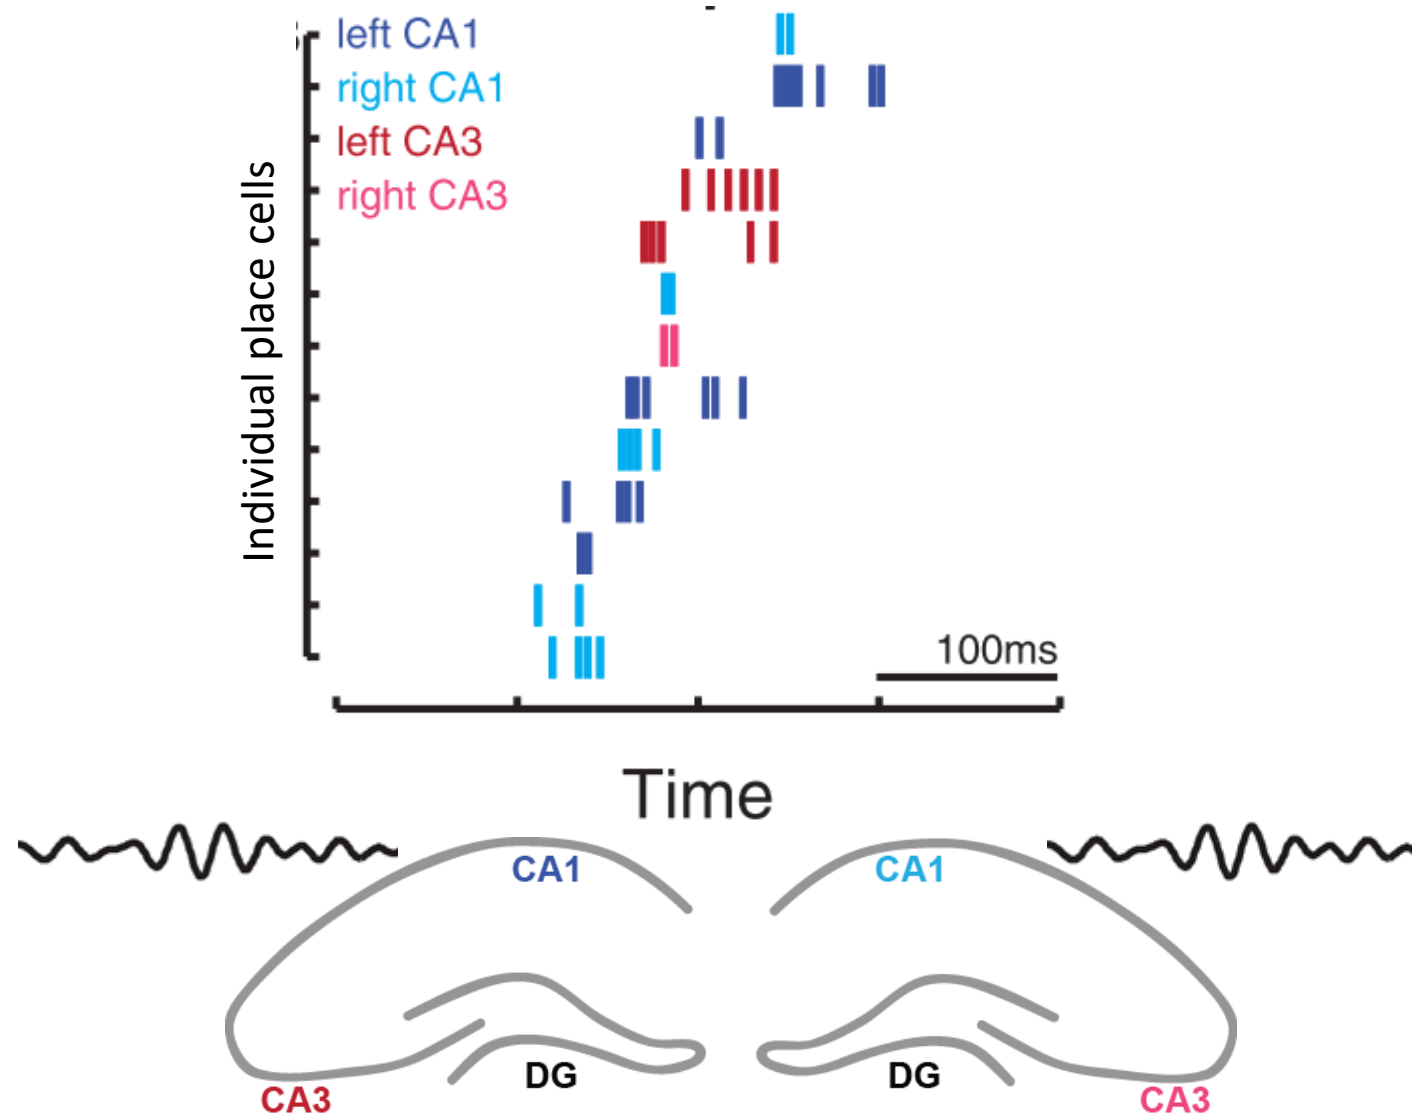 left CA1
right CA1
left CA3
right CA3
Individual place cells
100ms
Time
CA1
CA1
DG
DG
CA3
CA3